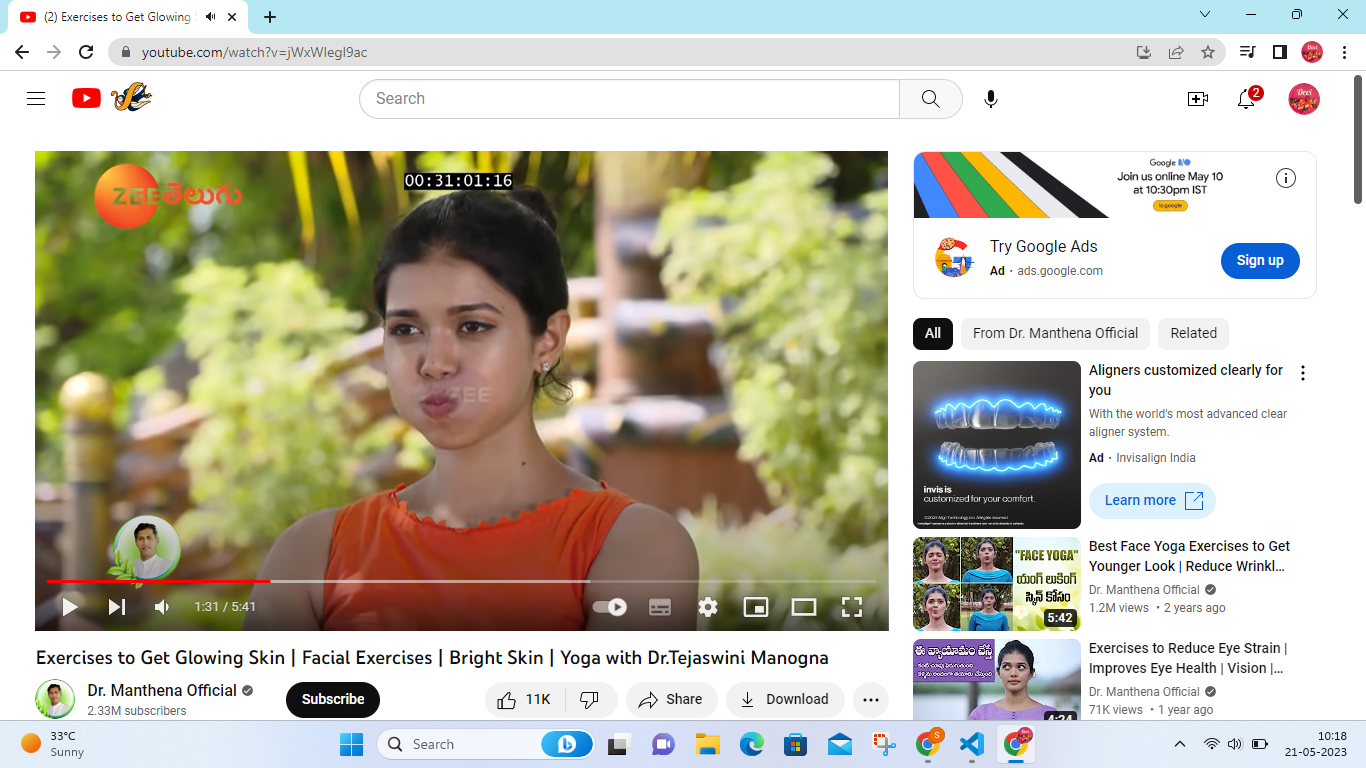 (2) Exercises to Get Glowing S
youtube.com/watch?v=jWxWlegI9ac
Search
2
Devi
ZEE తెలుగు
00:31:01:16
ZEE
1:31 / 5:41
Exercises to Get Glowing Skin | Facial Exercises | Bright Skin | Yoga with Dr.Tejaswini Manogna
Dr. Manthena Official
2.33M subscribers
Subscribe
11K
Share
Download
Google I/O
Join us online May 10
at 10:30pm IST
io.google
Try Google Ads
Ad · ads.google.com
Sign up
All
From Dr. Manthena Official
Related
invis is
customized for your comfort.
Aligners customized clearly for
you
With the world's most advanced clear
aligner system.
Ad · Invisalign India
Learn more
"FACE YOGA"
యంగ్ లుకింగ్
స్కిన్ కోసం
5:42
Best Face Yoga Exercises to Get
Younger Look | Reduce Wrinkl...
Dr. Manthena Official
1.2M views • 2 years ago
ఈ వ్యాయామం చేస్తే
4:24
Exercises to Reduce Eye Strain |
Improves Eye Health | Vision |...
Dr. Manthena Official
71K views • 1 year ago
33°C
Sunny
Search
S
10:18
21-05-2023